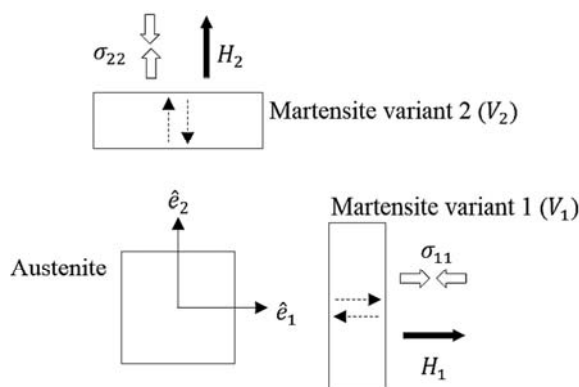 σ₂₂ H₂
Martensite variant 2 (V₂)
ê₂
Martensite variant 1 (V₁)
Austenite
σ₁₁
ê₁
H₁